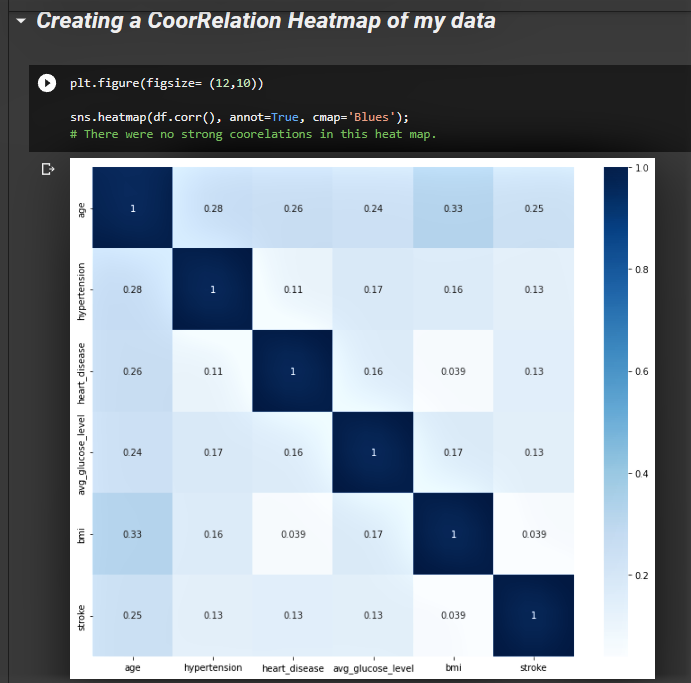 Creating a CoorRelation Heatmap of my data
plt.figure(figsize= (12,10))
sns.heatmap(df.corr(), annot=True, cmap='Blues');
# There were no strong coorelations in this heat map.
age 1 0.28 0.26 0.24 0.33 0.25
hypertension 0.28 1 0.11 0.17 0.16 0.13
heart_disease 0.26 0.11 1 0.16 0.039 0.13
avg_glucose_level 0.24 0.17 0.16 1 0.17 0.13
bmi 0.33 0.16 0.039 0.17 1 0.039
stroke 0.25 0.13 0.13 0.13 0.039 1
age hypertension heart_disease avg_glucose_level bmi stroke
1.0
0.8
0.6
0.4
0.2